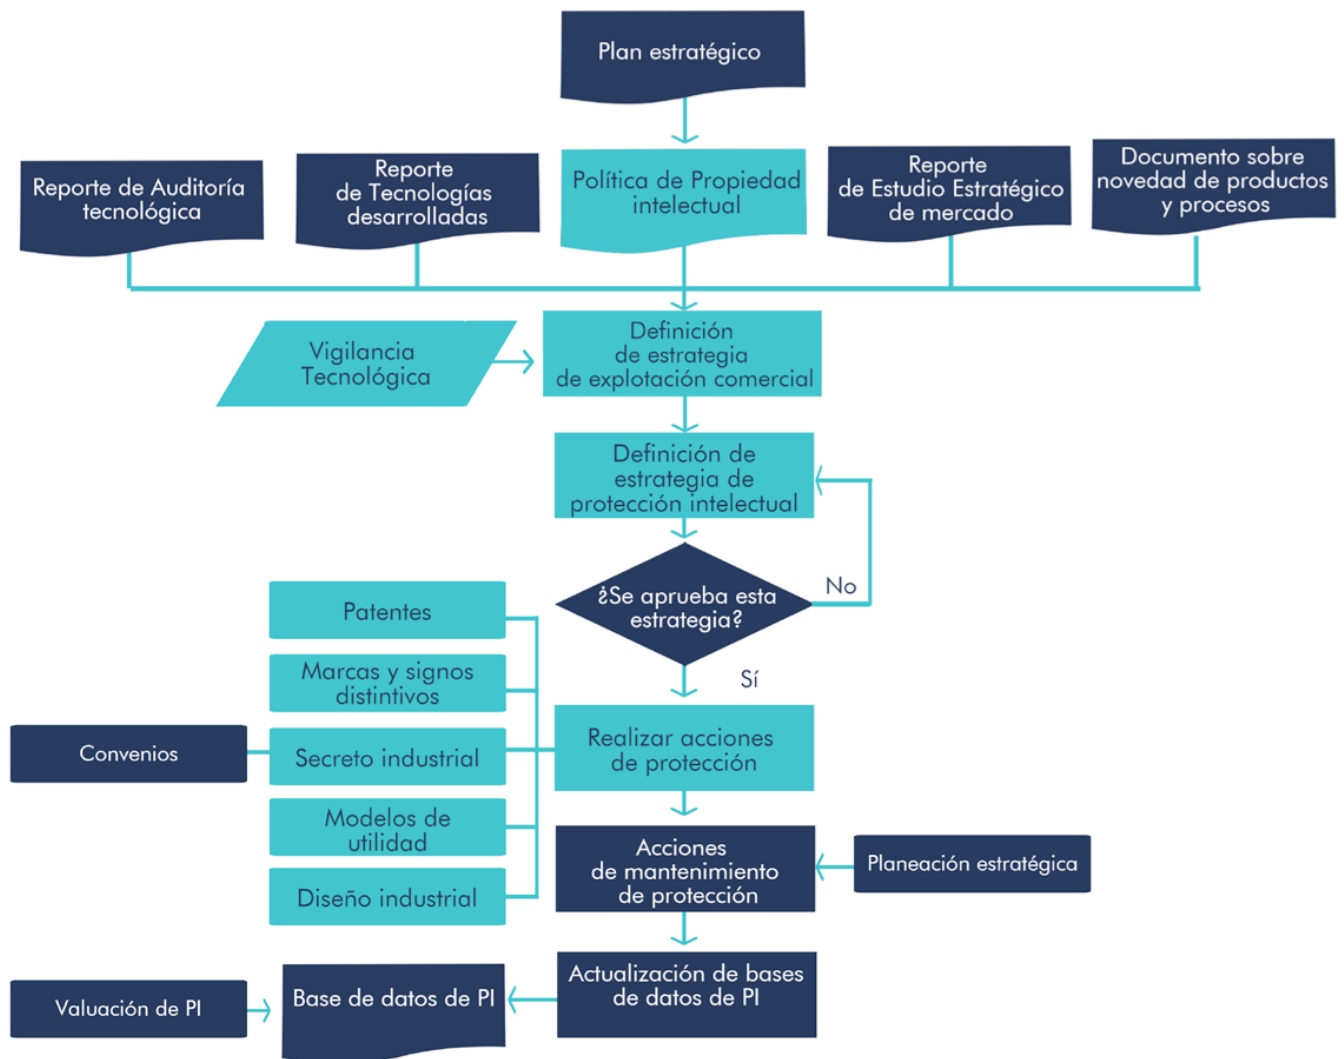 Plan estratégico
Reporte de Auditoría
tecnológica
Reporte
de Tecnologías
desarrolladas
Política de Propiedad
intelectual
Reporte
de Estudio Estratégico
de mercado
Documento sobre
novedad de productos
y procesos
Vigilancia
Tecnológica
Definición
de estrategia
de explotación comercial
Definición de
estrategia de
protección intelectual
¿Se aprueba esta
estrategia?
No
Sí
Patentes
Marcas y signos
distintivos
Convenios
Secreto industrial
Realizar acciones
de protección
Modelos de
utilidad
Diseño industrial
Acciones
de mantenimiento
de protección
Planeación estratégica
Valuación de PI
Base de datos de PI
Actualización de bases
de datos de PI